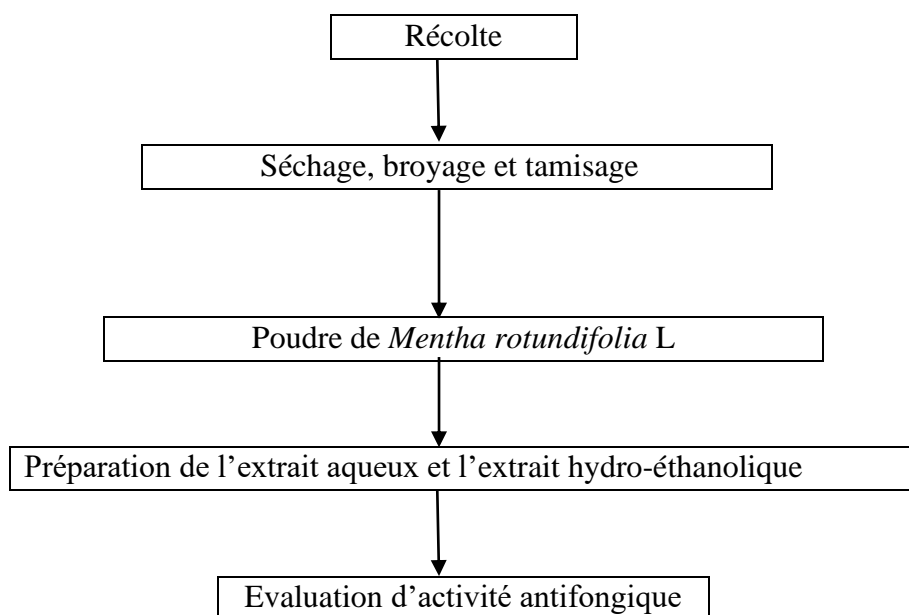 Récolte
Séchage, broyage et tamisage
Poudre de Mentha rotundifolia L
Préparation de l’extrait aqueux et l’extrait hydro-éthanolique
Evaluation d’activité antifongique